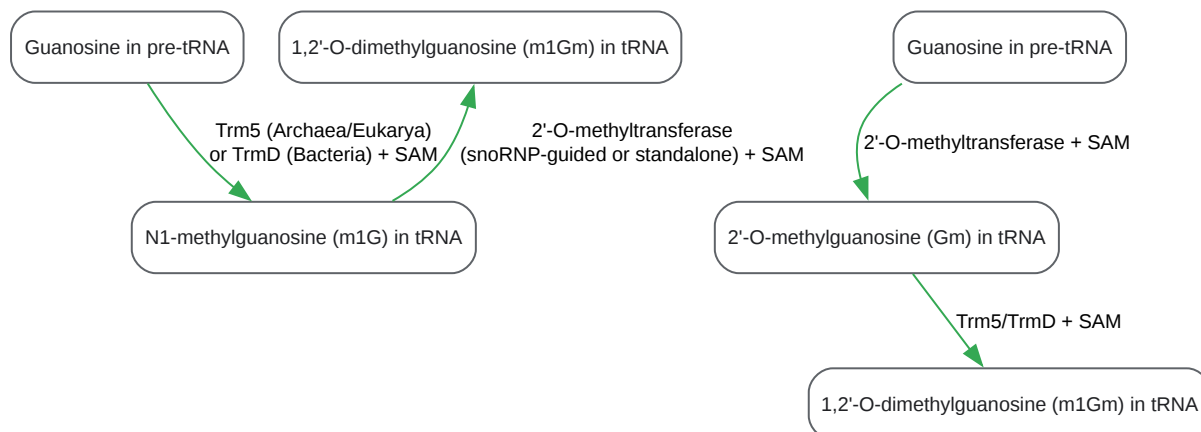 Guanosine in pre-tRNA
1,2'-O-dimethylguanosine (m1Gm) in tRNA
Guanosine in pre-tRNA
Trm5 (Archaea/Eukarya)
or TrmD (Bacteria) + SAM
2'-O-methyltransferase
(snoRNP-guided or standalone) + SAM
2'-O-methyltransferase + SAM
N1-methylguanosine (m1G) in tRNA
2'-O-methylguanosine (Gm) in tRNA
Trm5/TrmD + SAM
1,2'-O-dimethylguanosine (m1Gm) in tRNA